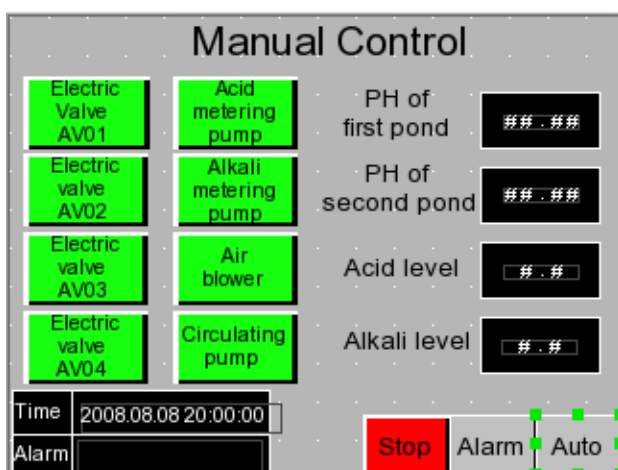 Manual Control
Electric
Valve
AV01
Acid
metering
pump
PH of
first pond
##.##
Electric
valve
AV02
Alkali
metering
pump
PH of
second pond
##.##
Electric
valve
AV03
Air
blower
Acid level
#.#
Electric
valve
AV04
Circulating
pump
Alkali level
#.#
Time
2008.08.08 20:00:00
Alarm
Stop
Alarm
Auto